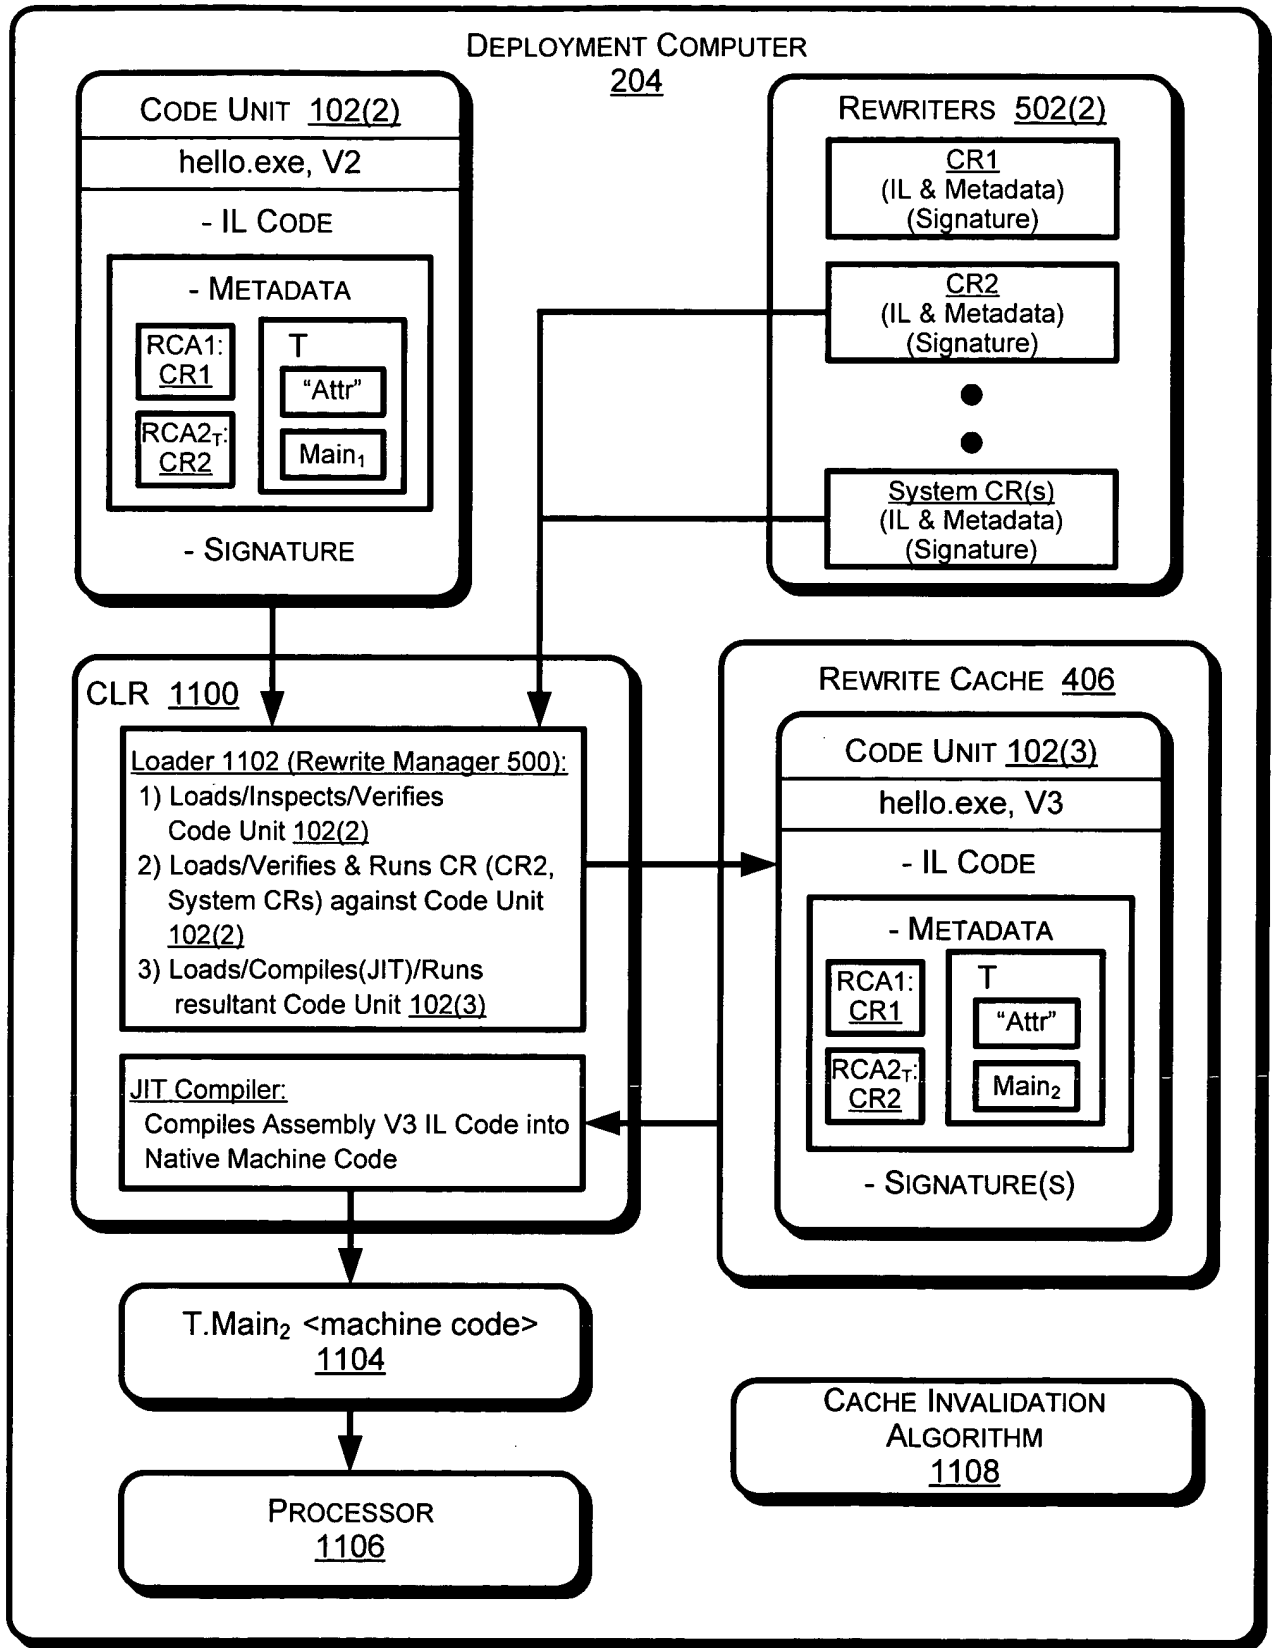 DEPLOYMENT COMPUTER
204
CODE UNIT 102(2)
hello.exe, V2
- IL CODE
- METADATA
RCA1:
CR1
RCA2T:
CR2
T
“Attr”
Main1
- SIGNATURE
REWRITERS 502(2)
CR1
(IL & Metadata)
(Signature)
CR2
(IL & Metadata)
(Signature)
System CR(s)
(IL & Metadata)
(Signature)
CLR 1100
Loader 1102 (Rewrite Manager 500):
1) Loads/Inspects/Verifies
Code Unit 102(2)
2) Loads/Verifies & Runs CR (CR2,
System CRs) against Code Unit
102(2)
3) Loads/Compiles(JIT)/Runs
resultant Code Unit 102(3)
JIT Compiler:
Compiles Assembly V3 IL Code into
Native Machine Code
REWRITE CACHE 406
CODE UNIT 102(3)
hello.exe, V3
- IL CODE
- METADATA
RCA1:
CR1
RCA2T:
CR2
T
“Attr”
Main2
- SIGNATURE(S)
T.Main2 <machine code>
1104
PROCESSOR
1106
CACHE INVALIDATION
ALGORITHM
1108